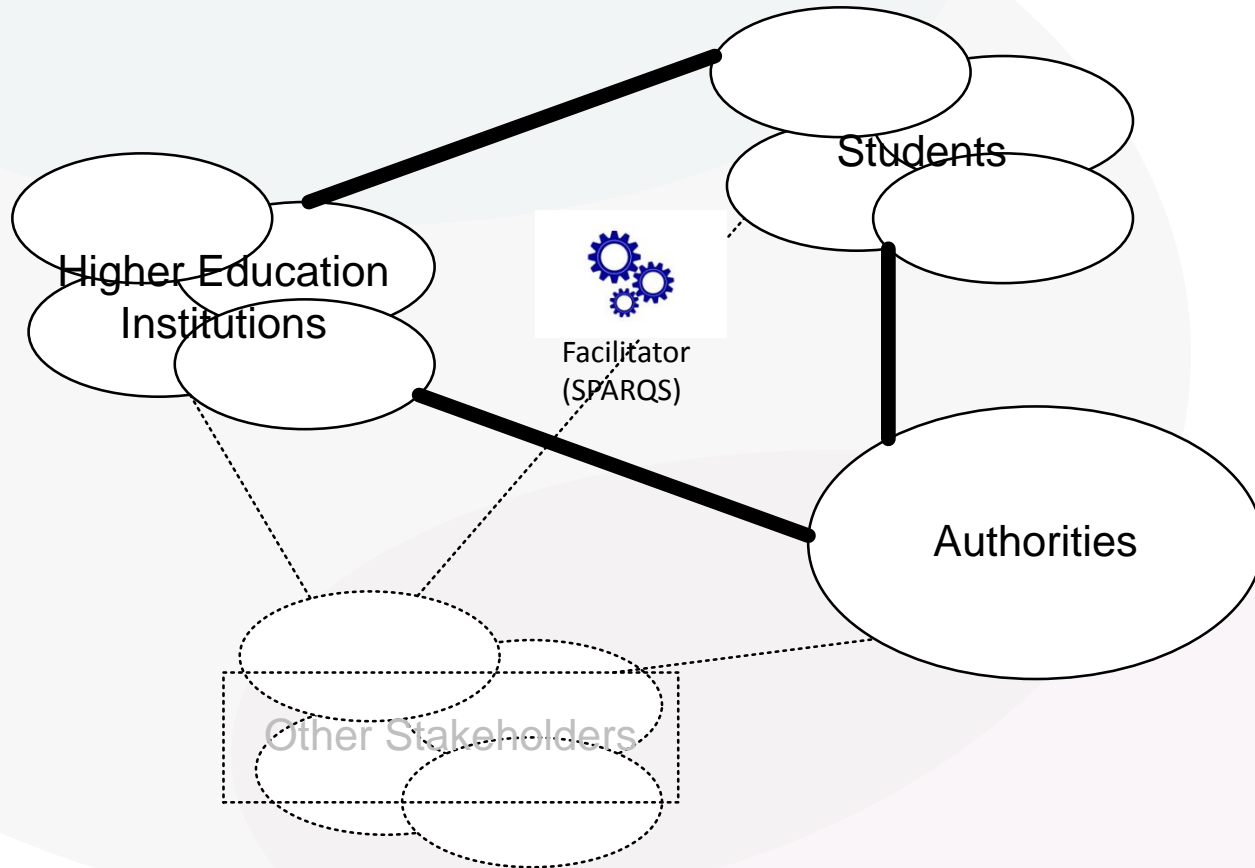 Students
Higher Education
Institutions
Facilitator
(SPARQS)
Authorities
Other Stakeholders